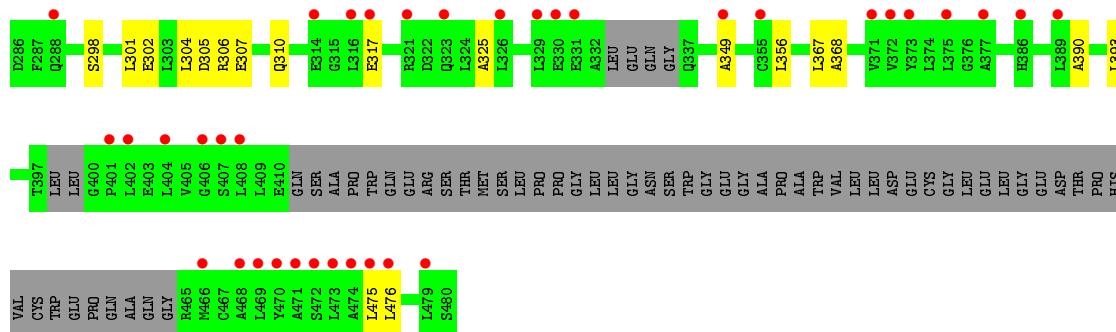 D286 F287 Q288 S298 L301 E302 L303 L304 D305 R306 E307 Q310 E314 G315 L316 E317 R321 D322 Q323 L324 A325 L326 L329 E330 E331 A332 LEU GLU GLN GLY Q337 A349 C355 L356 L367 A368 V371 V372 Y373 L374 L375 G376 A377 H386 L389 A390 L393
T397 LEU LEU G400 P401 L402 E403 L404 V405 G406 S407 L408 L409 E410 GLN SER ALA PRO TRP GLN GLU ARG SER THR MET SER LEU PRO PRO GLY LEU LEU GLY ASN SER TRP GLY GLU GLY ALA PRO ALA TRP VAL LEU LEU ASP GLU CYS GLY LEU GLU LEU GLY GLU ASP THR PRO HIS
VAL CYS TRP GLU PRO GLN ALA GLN GLY R465 M466 C467 A468 L469 Y470 A471 S472 L473 A474 L475 L476 L479 S480